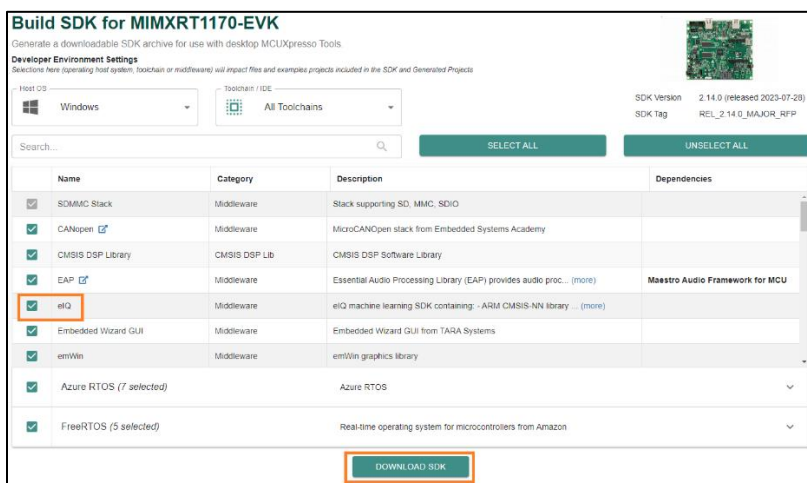 Build SDK for MIMXRT1170-EVK
Generate a downloadable SDK archive for use with desktop MCUXpresso Tools
Developer Environment Settings
Selections here (operating host system, toolchain or middleware) will impact files and examples projects included in the SDK and Generated Projects
Host OS
Windows
Toolchain / IDE
All Toolchains
SDK Version 2.14.0 (released 2023-07-28)
SDK Tag REL_2.14.0_MAJOR_RFP
Search...
SELECT ALL
UNSELECT ALL
Name Category Description Dependencies
SDMMC Stack Middleware Stack supporting SD, MMC, SDIO
CANopen Middleware MicroCANOpen stack from Embedded Systems Academy
CMSIS DSP Library CMSIS DSP Lib CMSIS DSP Software Library
EAP Middleware Essential Audio Processing Library (EAP) provides audio proc... (more) Maestro Audio Framework for MCU
eIQ Middleware eIQ machine learning SDK containing: - ARM CMSIS-NN library ... (more)
Embedded Wizard GUI Middleware Embedded Wizard GUI from TARA Systems
emWin Middleware emWin graphics library
Azure RTOS (7 selected) Azure RTOS
FreeRTOS (5 selected) Real-time operating system for microcontrollers from Amazon
DOWNLOAD SDK